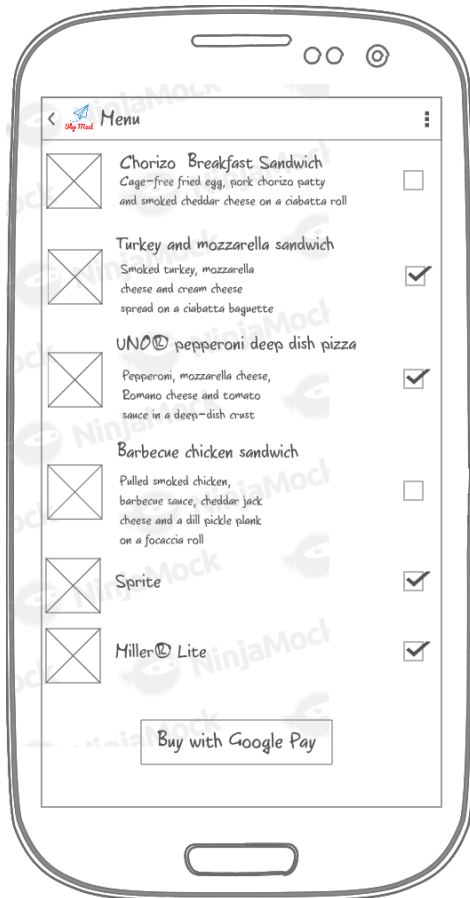 Sky Meal
Menu
Chorizo Breakfast Sandwich
Cage-free fried egg, pork chorizo patty
and smoked cheddar cheese on a ciabatta roll
Turkey and mozzarella sandwich
Smoked turkey, mozzarella
cheese and cream cheese
spread on a ciabatta baguette
UNO® pepperoni deep dish pizza
Pepperoni, mozzarella cheese,
Romano cheese and tomato
sauce in a deep-dish crust
Barbecue chicken sandwich
Pulled smoked chicken,
barbecue sauce, cheddar jack
cheese and a dill pickle plank
on a focaccia roll
Sprite
Miller® Lite
Buy with Google Pay
NinjaMock